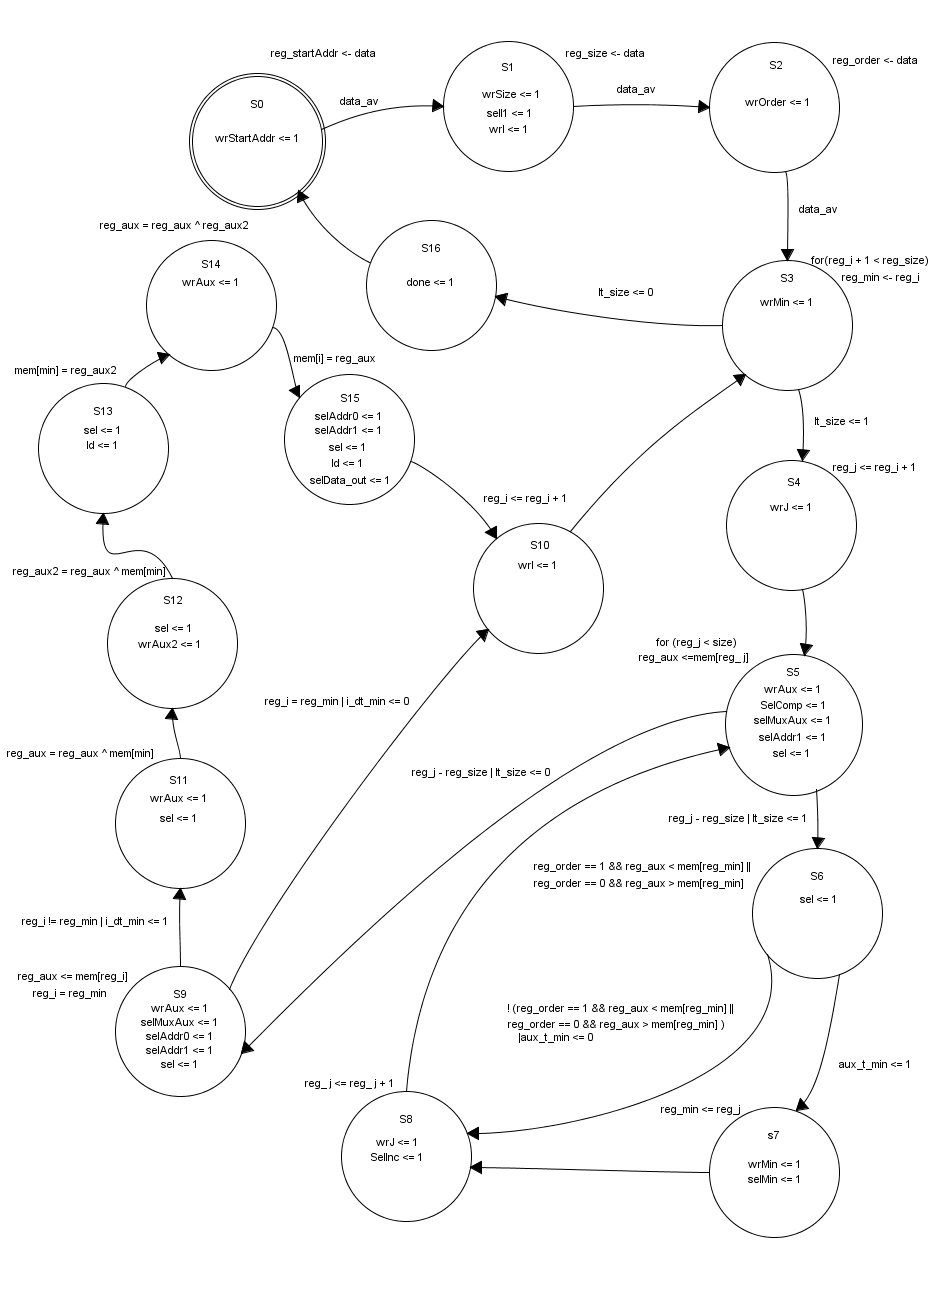 reg_startAddr <- data
S0
wrStartAddr <= 1
data_av
S1
wrSize <= 1
selI1 <= 1
wrI <= 1
reg_size <- data
data_av
S2
wrOrder <= 1
reg_order <- data
data_av
for(reg_i + 1 < reg_size)
reg_min <- reg_i
S3
wrMin <= 1
lt_size <= 0
S16
done <= 1
lt_size <= 1
reg_j <= reg_i + 1
S4
wrJ <= 1
for (reg_j < size)
reg_aux <=mem[reg_j]
S5
wrAux <= 1
SelComp <= 1
selMuxAux <= 1
selAddr1 <= 1
sel <= 1
reg_j - reg_size | lt_size <= 0
reg_j - reg_size | lt_size <= 1
S6
sel <= 1
reg_order == 1 && reg_aux < mem[reg_min] ||
reg_order == 0 && reg_aux > mem[reg_min]
aux_t_min <= 1
! (reg_order == 1 && reg_aux < mem[reg_min] ||
reg_order == 0 && reg_aux > mem[reg_min] )
|aux_t_min <= 0
reg_min <= reg_j
s7
wrMin <= 1
selMin <= 1
reg_j <= reg_j + 1
S8
wrJ <= 1
SelInc <= 1
reg_aux <= mem[reg_i]
reg_i = reg_min
S9
wrAux <= 1
selMuxAux <= 1
selAddr0 <= 1
selAddr1 <= 1
sel <= 1
reg_i = reg_min | i_dt_min <= 0
reg_i != reg_min | i_dt_min <= 1
reg_i <= reg_i + 1
S10
wrI <= 1
reg_aux = reg_aux ^ mem[min]
S11
wrAux <= 1
sel <= 1
reg_aux2 = reg_aux ^ mem[min]
S12
sel <= 1
wrAux2 <= 1
mem[min] = reg_aux2
S13
sel <= 1
ld <= 1
reg_aux = reg_aux ^ reg_aux2
S14
wrAux <= 1
mem[i] = reg_aux
S15
selAddr0 <= 1
selAddr1 <= 1
sel <= 1
ld <= 1
selData_out <= 1